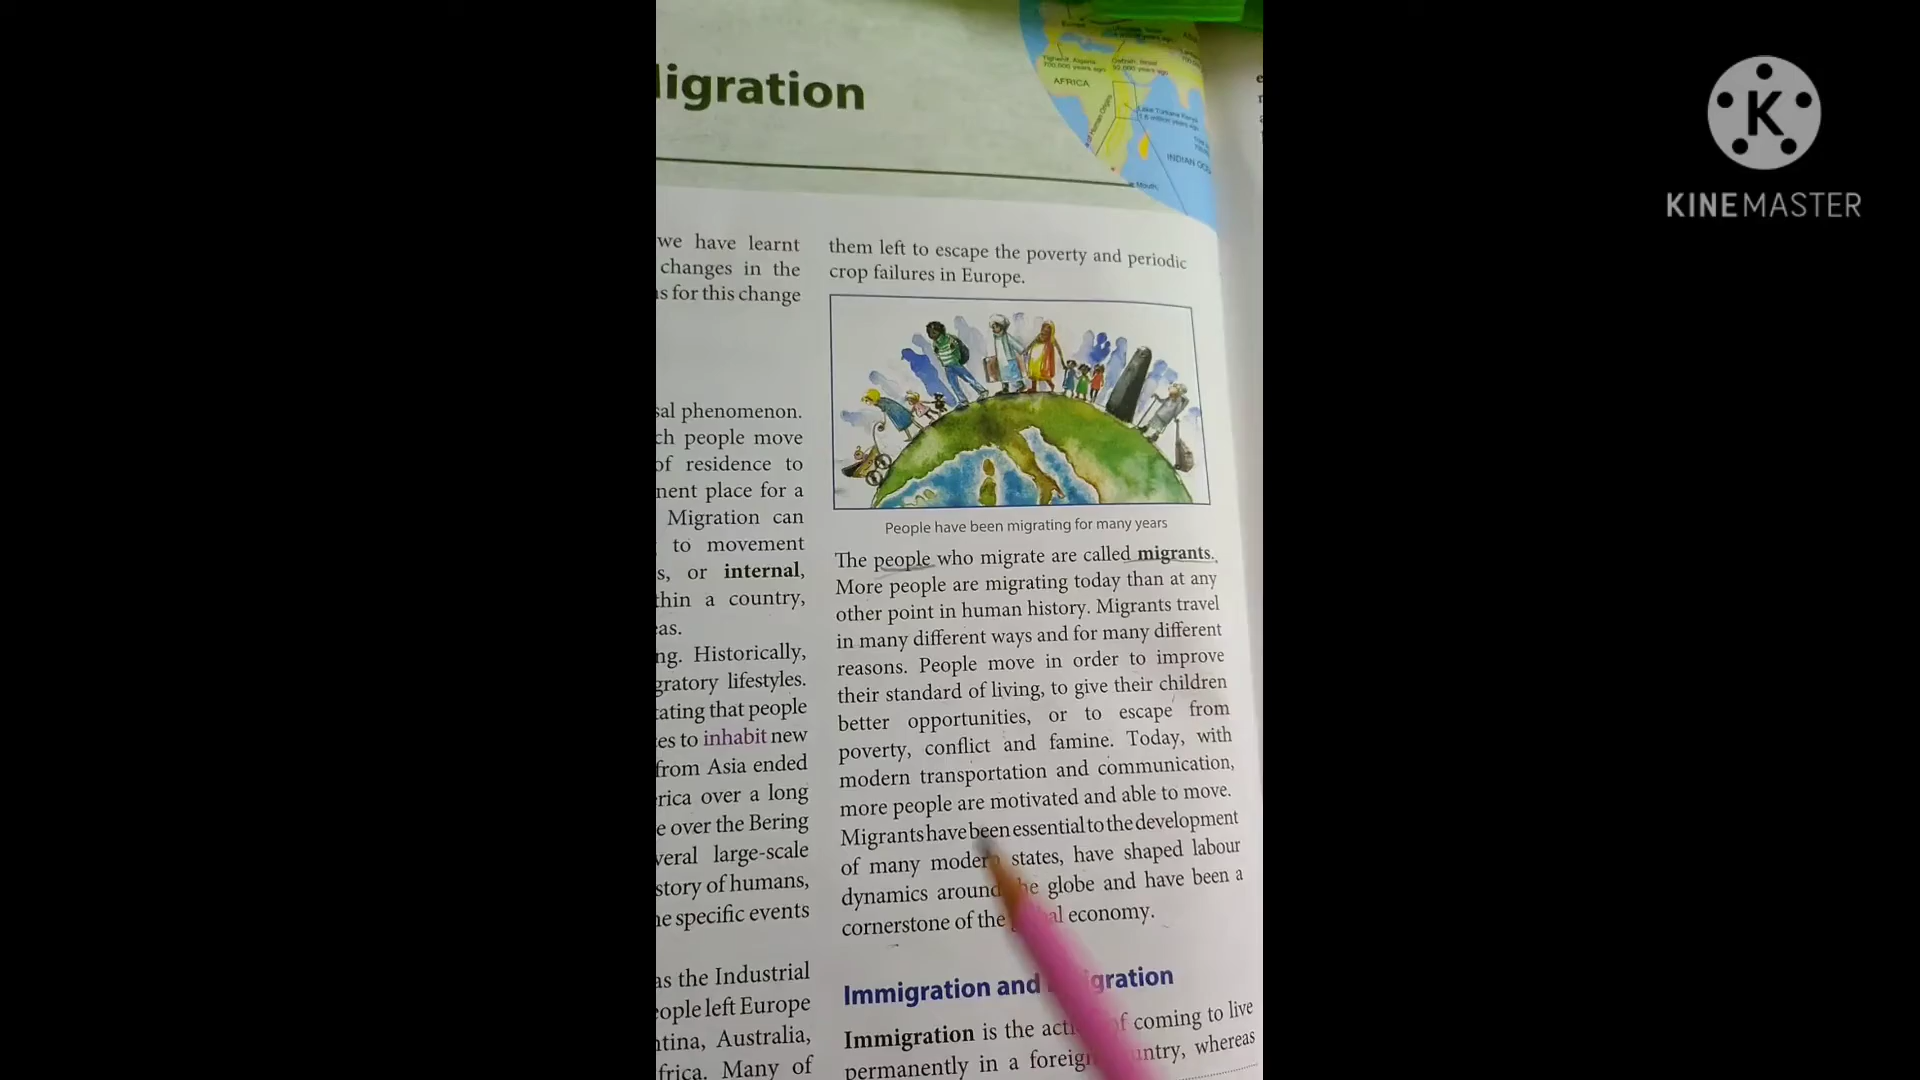 igration
AFRICA
INDIAN
we have learnt
changes in the
s for this change
sal phenomenon.
ch people move
of residence to
nent place for a
Migration can
to movement
s, or internal,
thin a country,
eas.
ng. Historically,
gratory lifestyles.
ating that people
es to inhabit new
from Asia ended
rica over a long
e over the Bering
veral large-scale
story of humans,
ne specific events
as the Industrial
eople left Europe
ntina, Australia,
frica. Many of
them left to escape the poverty and periodic
crop failures in Europe.
People have been migrating for many years
The people who migrate are called migrants.
More people are migrating today than at any
other point in human history. Migrants travel
in many different ways and for many different
reasons. People move in order to improve
their standard of living, to give their children
better opportunities, or to escape from
poverty, conflict and famine. Today, with
modern transportation and communication,
more people are motivated and able to move.
Migrants have been essential to the development
of many modern states, have shaped labour
dynamics around the globe and have been a
cornerstone of the economy.
Immigration and
Immigration is the of coming to live
permanently in a foreign whereas
K
KINEMASTER